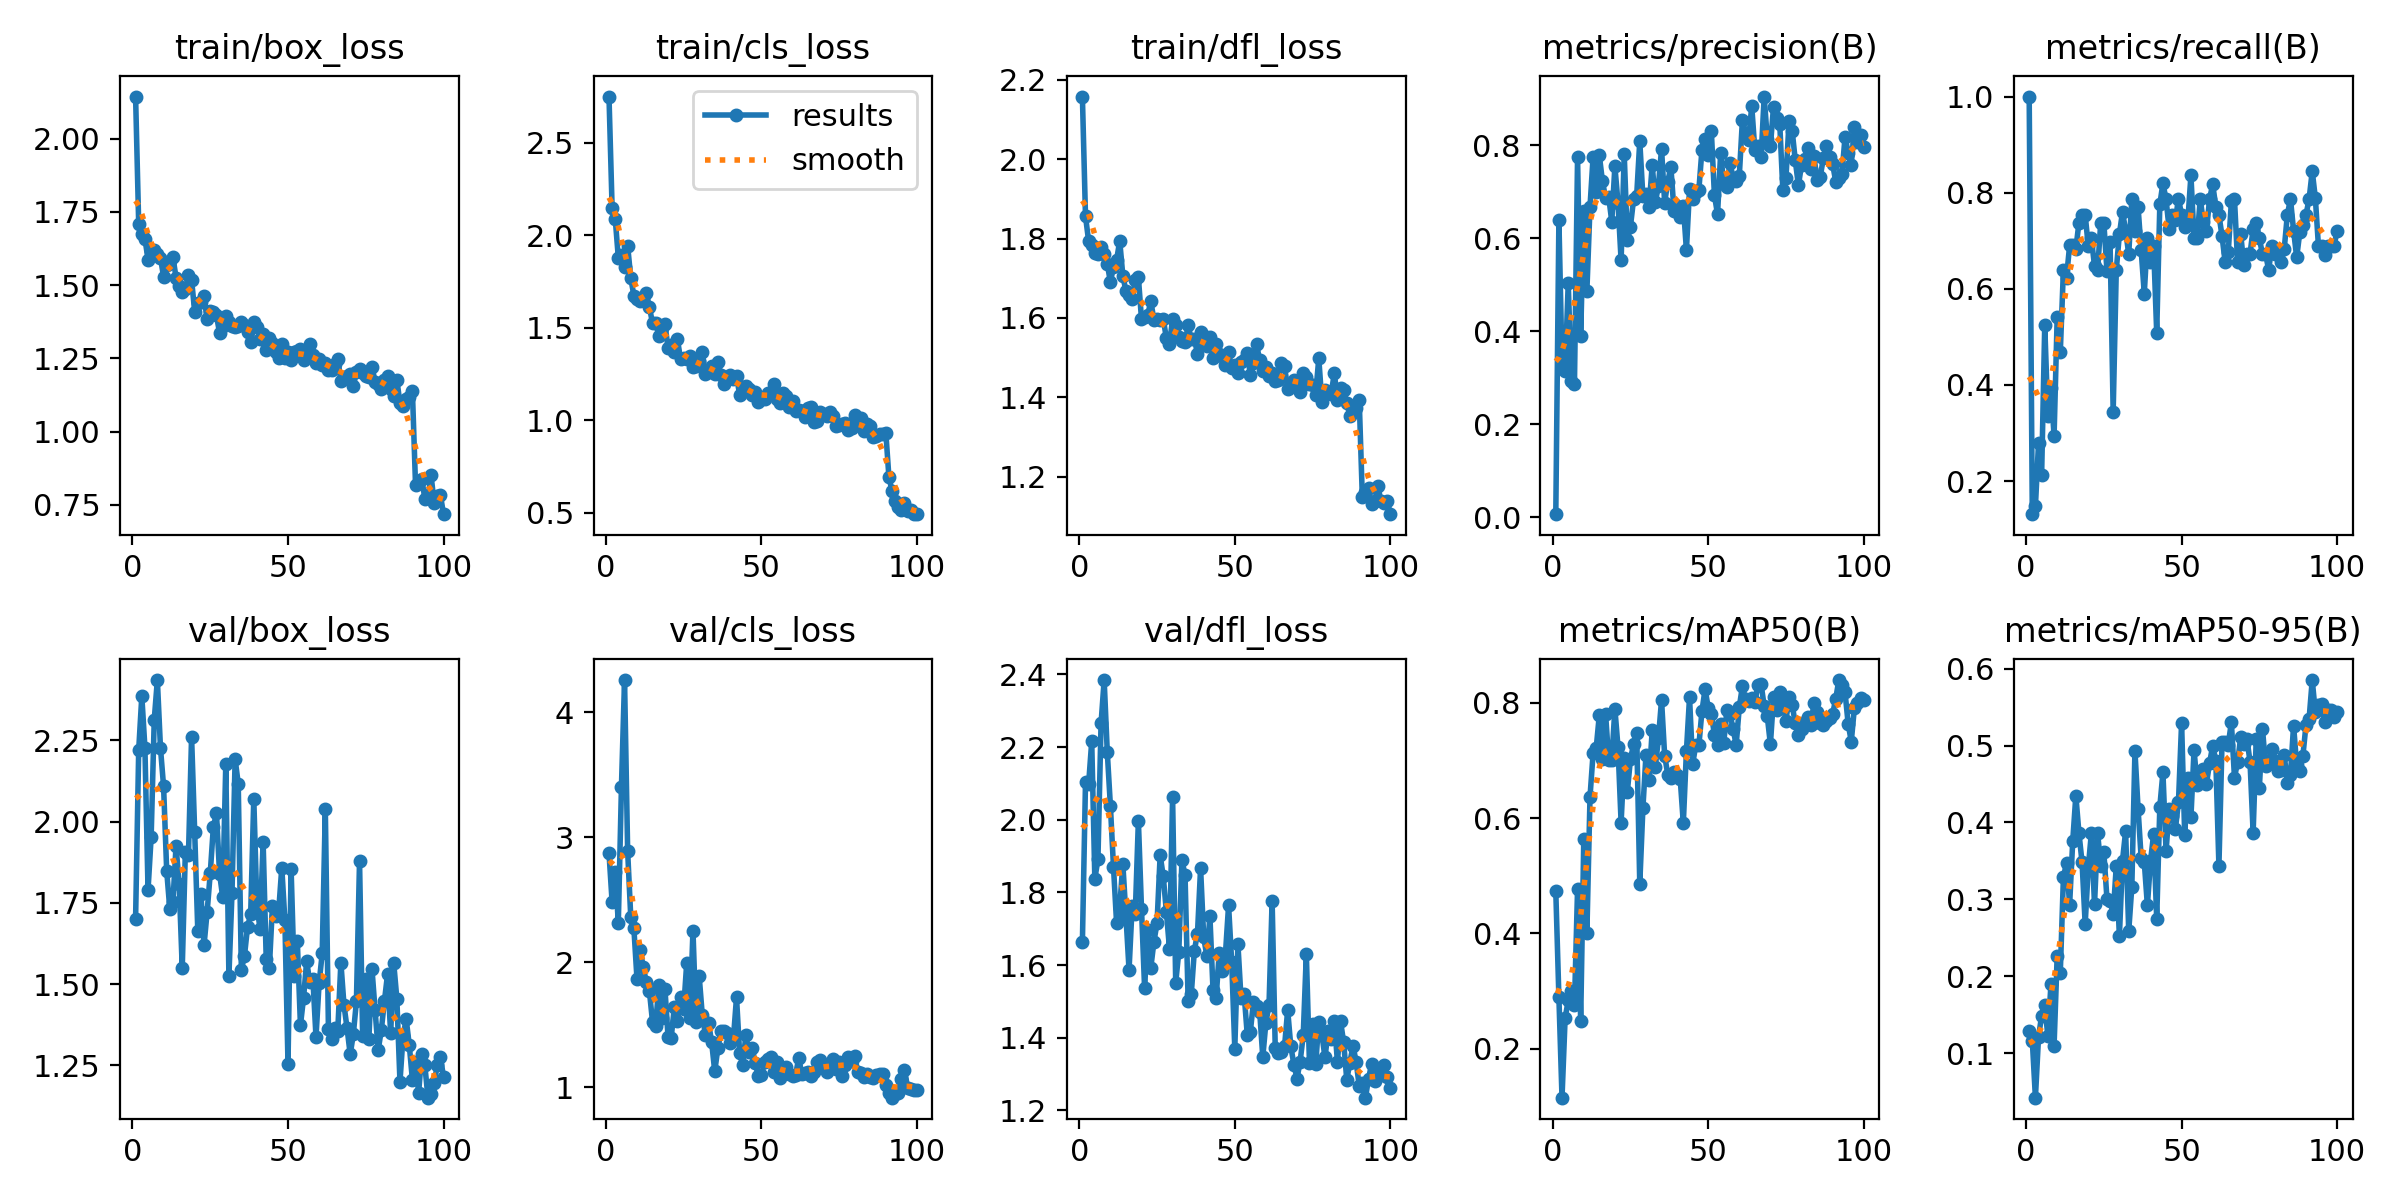 train/box_loss
2.00
1.75
1.50
1.25
1.00
0.75
0 50 100
train/cls_loss
results
smooth
2.5
2.0
1.5
1.0
0.5
0 50 100
train/dfl_loss
2.2
2.0
1.8
1.6
1.4
1.2
0 50 100
metrics/precision(B)
0.8
0.6
0.4
0.2
0.0
0 50 100
metrics/recall(B)
1.0
0.8
0.6
0.4
0.2
0 50 100
val/box_loss
2.25
2.00
1.75
1.50
1.25
0 50 100
val/cls_loss
4
3
2
1
0 50 100
val/dfl_loss
2.4
2.2
2.0
1.8
1.6
1.4
1.2
0 50 100
metrics/mAP50(B)
0.8
0.6
0.4
0.2
0 50 100
metrics/mAP50-95(B)
0.6
0.5
0.4
0.3
0.2
0.1
0 50 100